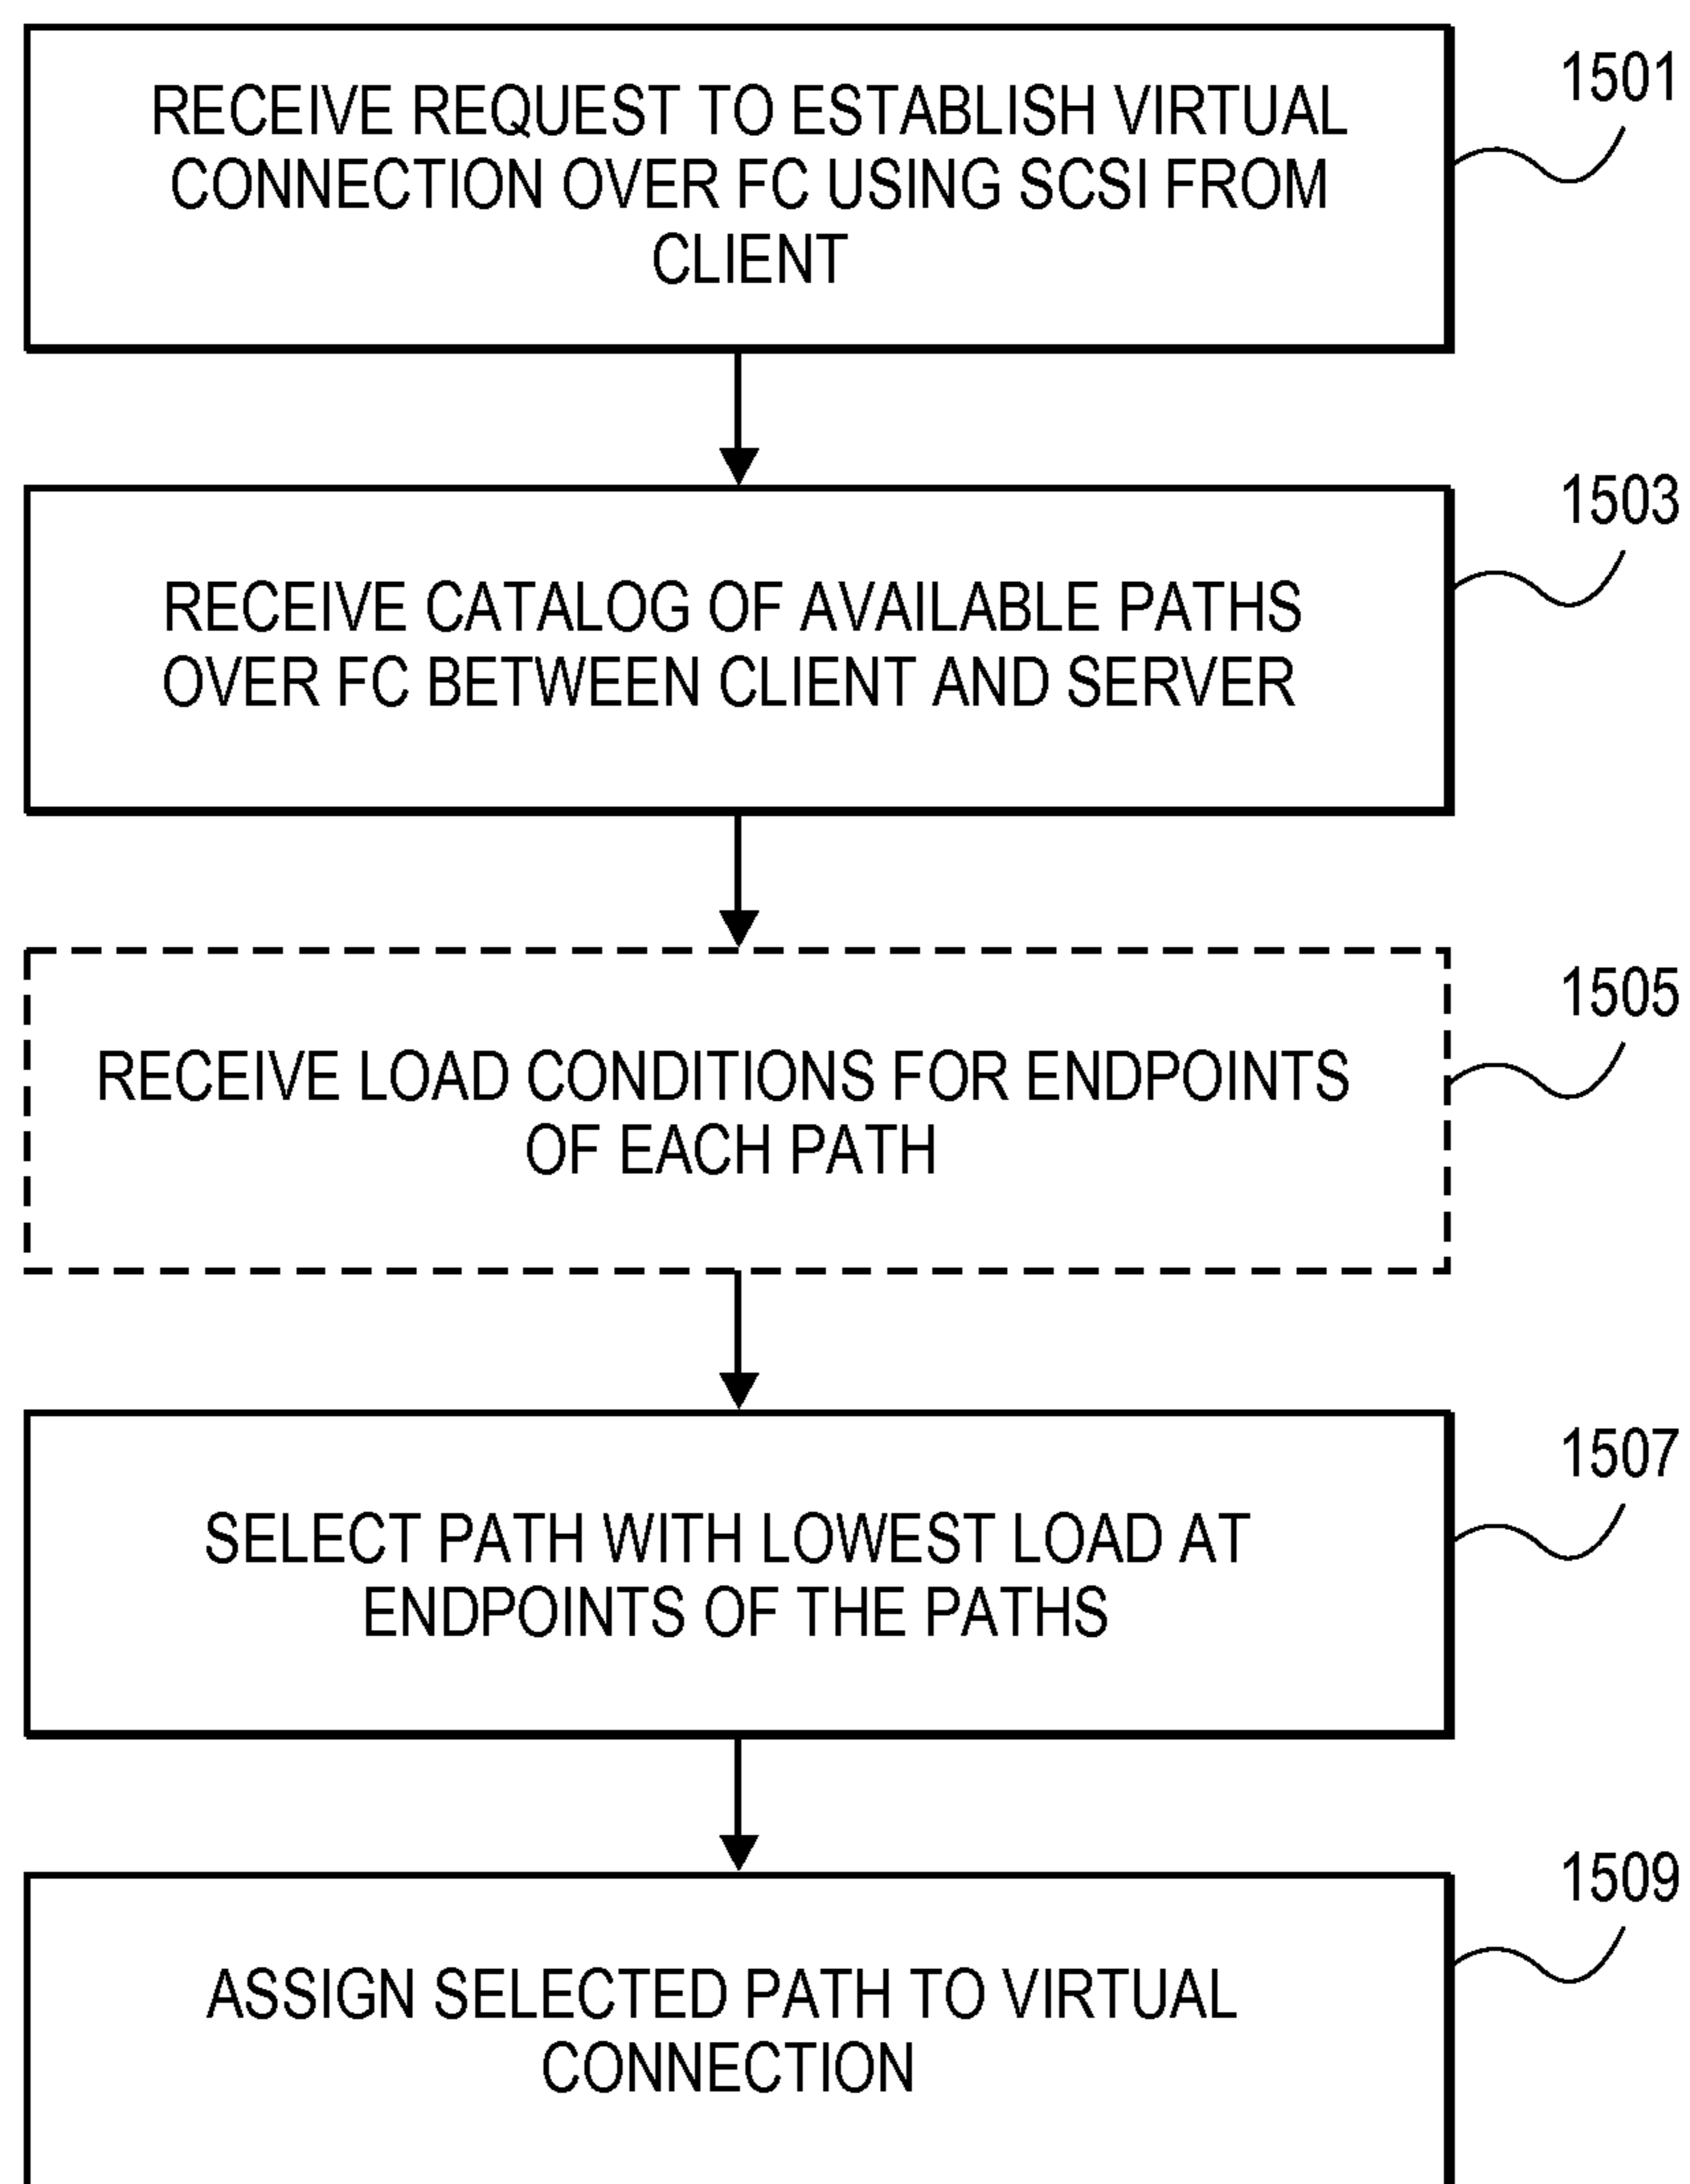 RECEIVE REQUEST TO ESTABLISH VIRTUAL
CONNECTION OVER FC USING SCSI FROM
CLIENT
1501
RECEIVE CATALOG OF AVAILABLE PATHS
OVER FC BETWEEN CLIENT AND SERVER
1503
RECEIVE LOAD CONDITIONS FOR ENDPOINTS
OF EACH PATH
1505
SELECT PATH WITH LOWEST LOAD AT
ENDPOINTS OF THE PATHS
1507
ASSIGN SELECTED PATH TO VIRTUAL
CONNECTION
1509